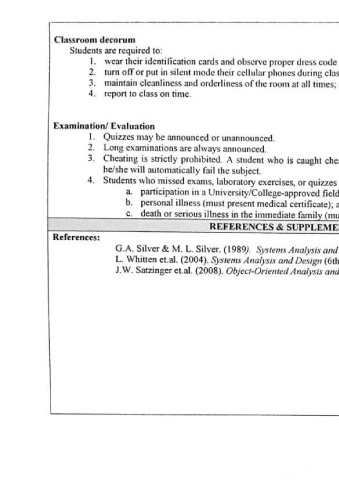 Classroom decorum
Students are required to:
1. wear their identification cards and observe proper dress code
2. turn off or put in silent mode their cellular phones during clas
3. maintain cleanliness and orderliness of the room at all times;
4. report to class on time.
Examination/ Evaluation
1. Quizzes may be announced or unannounced.
2. Long examinations are always announced.
3. Cheating is strictly prohibited. A student who is caught che
he/she will automatically fail the subject.
4. Students who missed exams, laboratory exercises, or quizzes
a. participation in a University/College-approved field
b. personal illness (must present medical certificate); a
c. death or serious illness in the immediate family (mu
REFERENCES & SUPPLEME
References:
G.A. Silver & M. L. Silver. (1989). Systems Analysis and
L. Whitten et.al. (2004). Systems Analysis and Design (6th
J.W. Satzinger et.al. (2008). Object-Oriented Analysis and